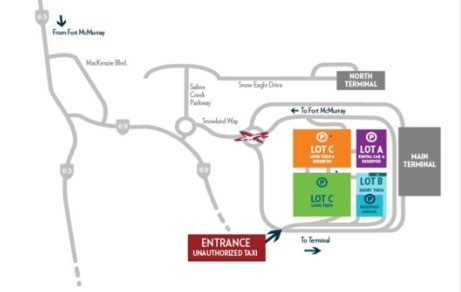 63
From Fort McMurray
MacKenzie Blvd.
Saline
Creek
Parkway
Snow Eagle Drive
NORTH
TERMINAL
Snowbird Way
To Fort McMurray
69
63
69
P
LOT C
LONG TERM &
RESERVED
P
LOT A
RENTAL CAR &
RESERVED
MAIN
TERMINAL
P
LOT C
LONG TERM
LOT B
SHORT TERM
P
ENTRANCE
UNAUTHORIZED TAXI
To Terminal